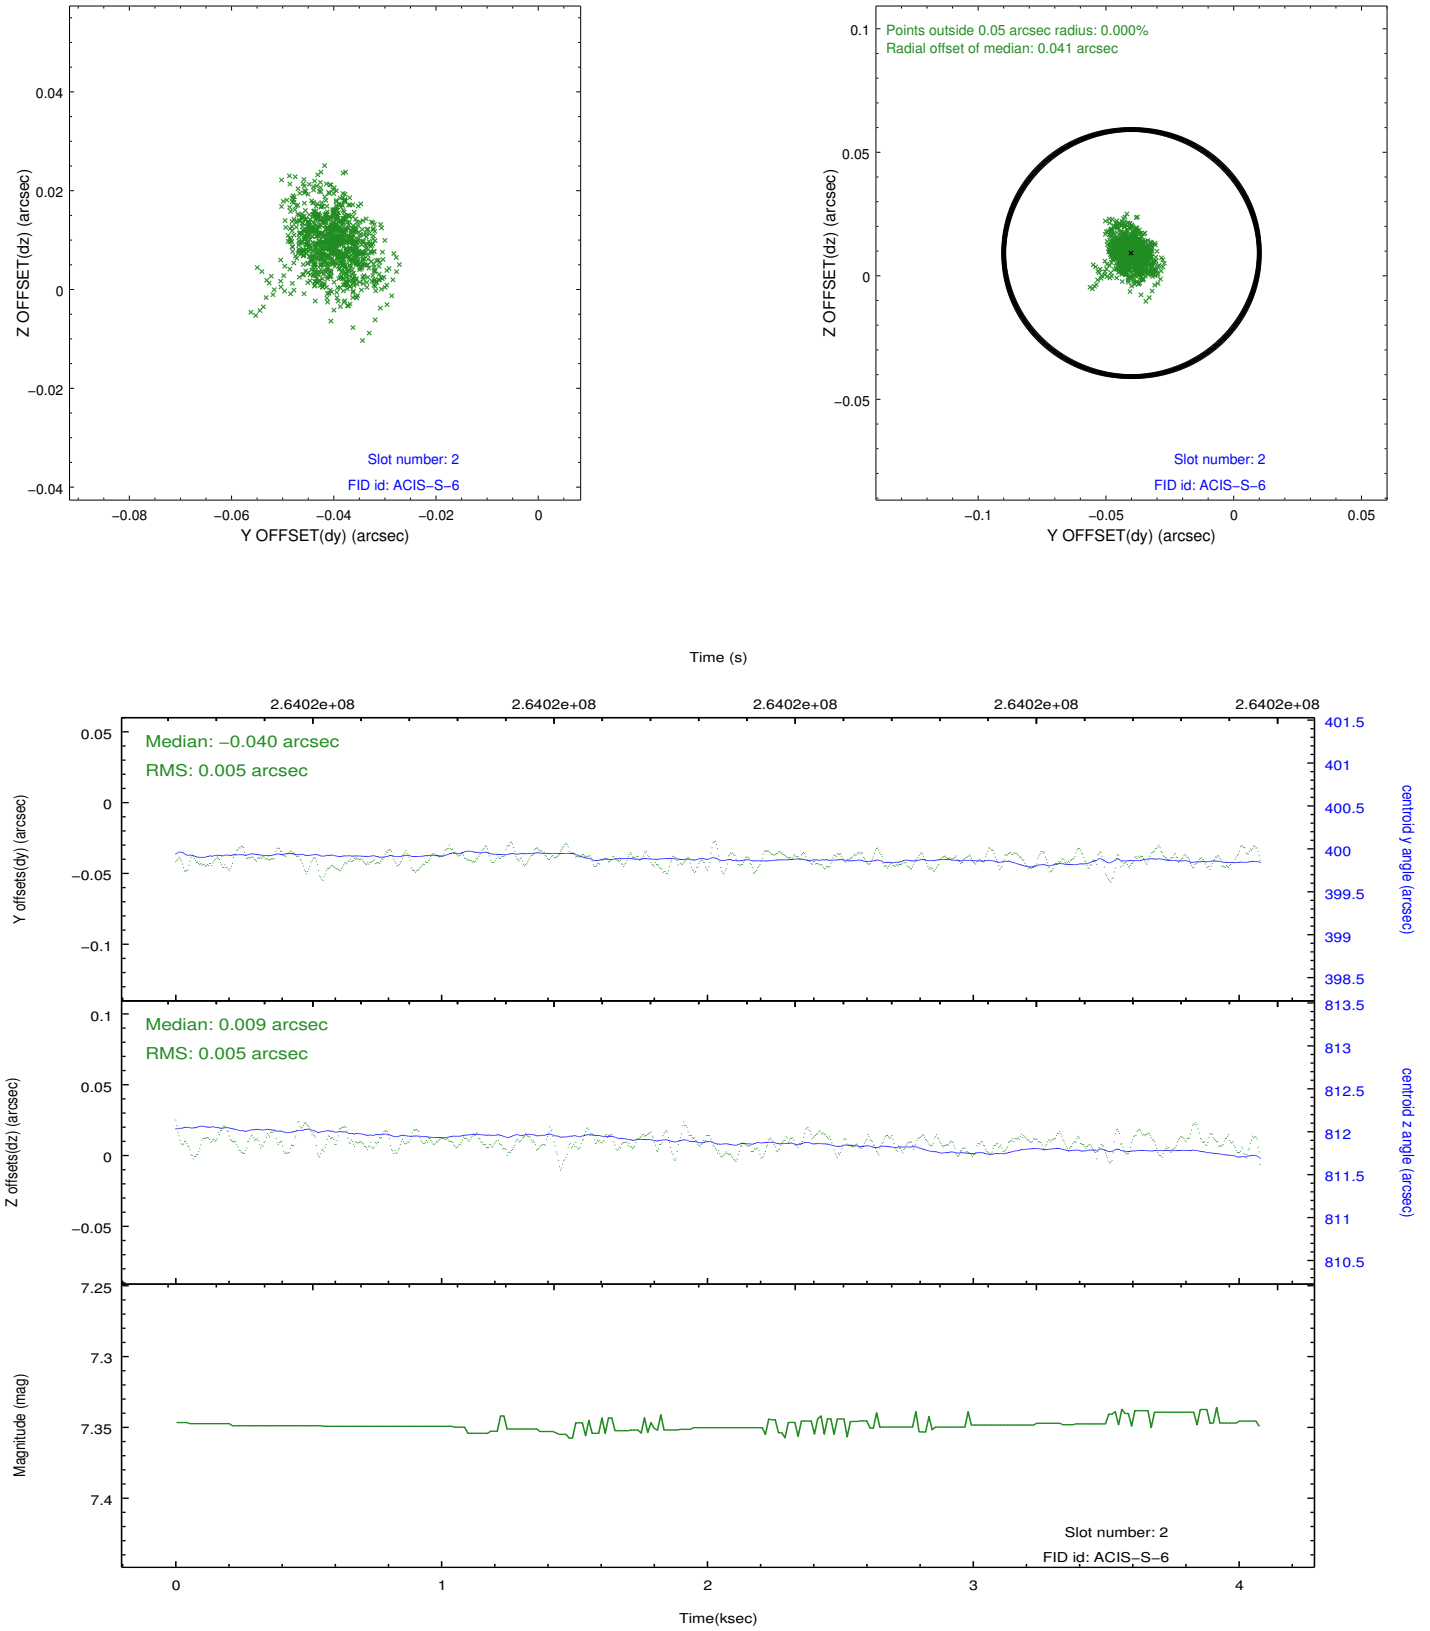 0.04
0.02
0
−0.02
−0.04
Z OFFSET(dz) (arcsec)
Slot number: 2
FID id: ACIS−S−6
−0.08
−0.06
−0.04
−0.02
0
Y OFFSET(dy) (arcsec)
Points outside 0.05 arcsec radius: 0.000%
Radial offset of median: 0.041 arcsec
0.1
0.05
0
−0.05
Z OFFSET(dz) (arcsec)
Slot number: 2
FID id: ACIS−S−6
−0.1
−0.05
0
0.05
Y OFFSET(dy) (arcsec)
Time (s)
2.6402e+08
2.6402e+08
2.6402e+08
2.6402e+08
2.6402e+08
Median: −0.040 arcsec
RMS: 0.005 arcsec
0.05
0
−0.05
−0.1
Y offsets(dy) (arcsec)
401.5
401
400.5
400
399.5
399
398.5
centroid y angle (arcsec)
Median: 0.009 arcsec
RMS: 0.005 arcsec
0.1
0.05
0
−0.05
Z offsets(dz) (arcsec)
813.5
813
812.5
812
811.5
811
810.5
centroid z angle (arcsec)
7.25
7.3
7.35
7.4
Magnitude (mag)
Slot number: 2
FID id: ACIS−S−6
0
1
2
3
4
Time(ksec)